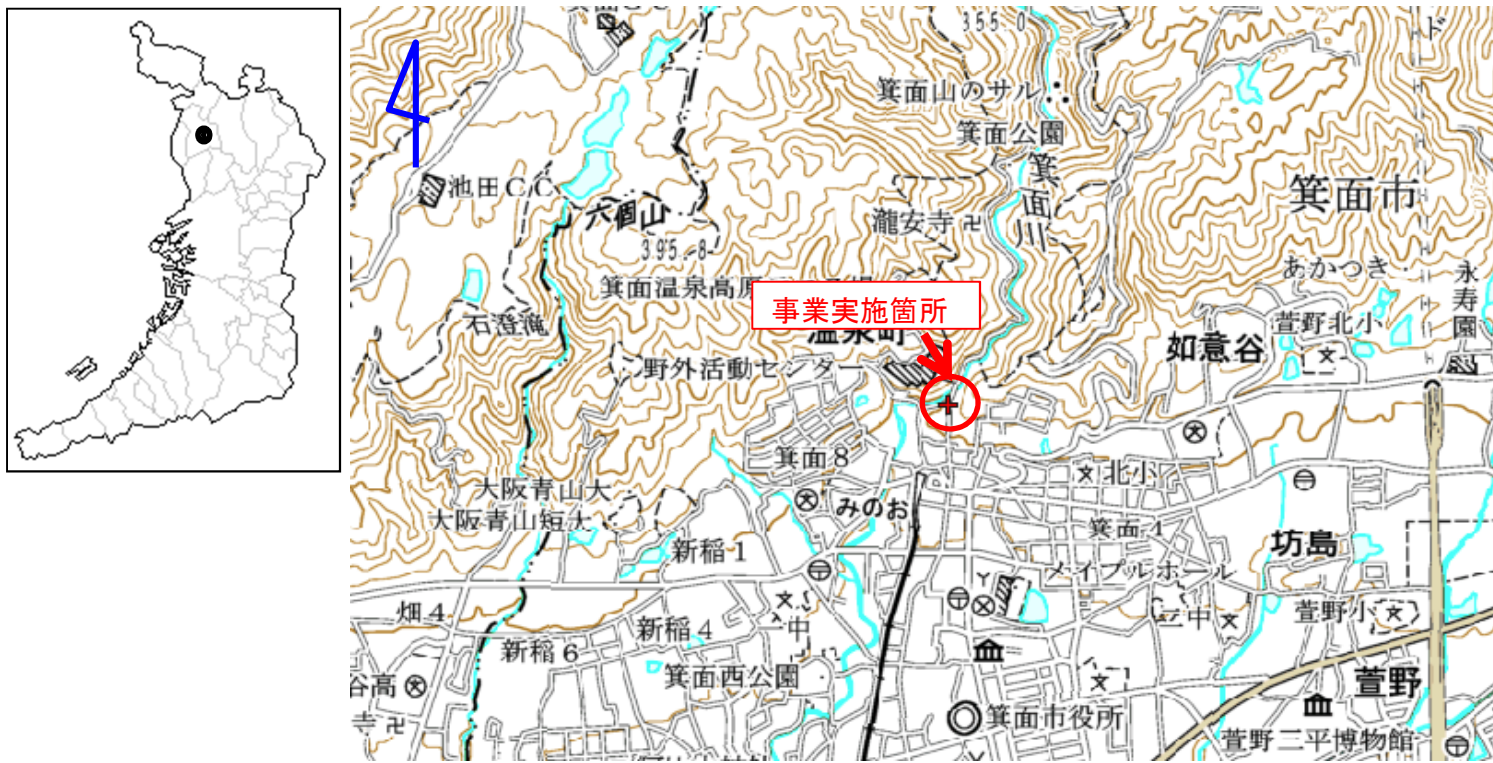 355.0
箕面山のサル
箕面公園
箕面川
箕面市
池田CC
六個山
395.8
瀧安寺
あかつき
永寿園
箕面温泉高原
事業実施箇所
温泉町
石澄滝
萱野北小
如意谷
野外活動センター
箕面8
北小
大阪青山大
大阪青山短大
みのお
箕面4
新稲1
坊島
メイプルホール
畑4
新稲4
一中
二中
萱野小
新稲6
箕面西公園
谷高
萱野
寺
箕面市役所
萱野三平博物館